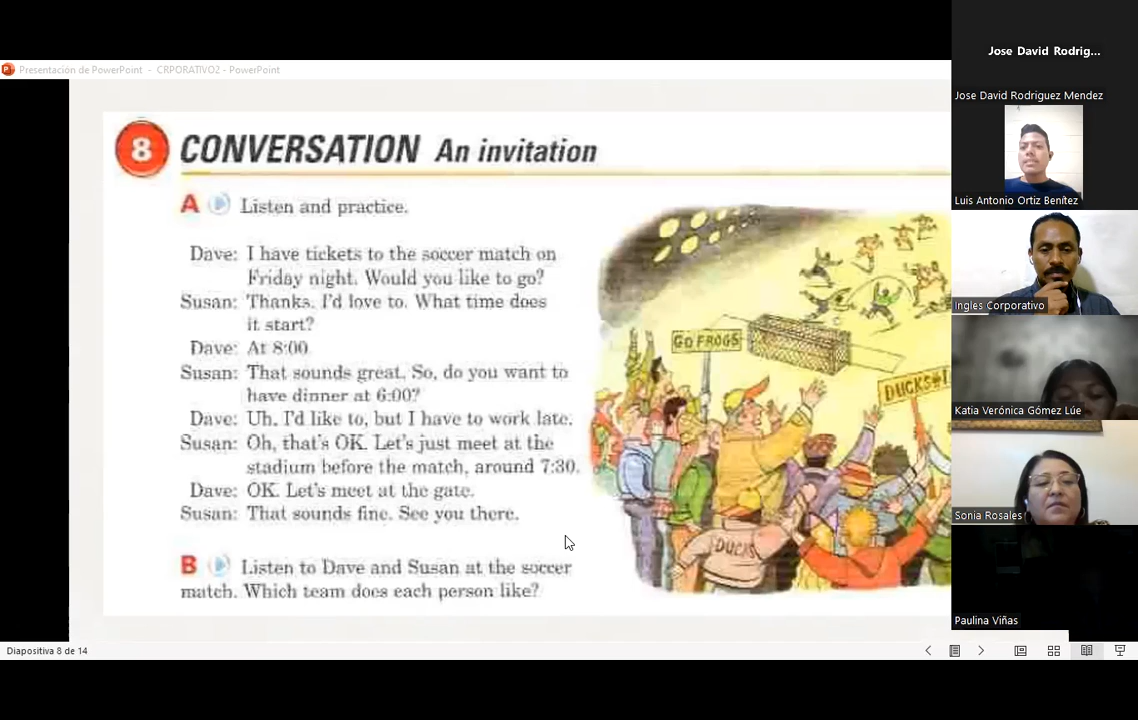 Presentación de PowerPoint - CRPORATIVO2 - PowerPoint
8 CONVERSATION An invitation
A Listen and practice.
Dave: I have tickets to the soccer match on
Friday night. Would you like to go?
Susan: Thanks. I'd love to. What time does
it start?
Dave: At 8:00
Susan: That sounds great. So, do you want to
have dinner at 6:00?
Dave: Uh, I'd like to, but I have to work late.
Susan: Oh, that's OK. Let's just meet at the
stadium before the match, around 7:30.
Dave: OK. Let's meet at the gate.
Susan: That sounds fine. See you there.
B Listen to Dave and Susan at the soccer
match. Which team does each person like?
GO FROGS
DUCKS #1
DUCKS
Diapositiva 8 de 14
Jose David Rodrig...
Jose David Rodriguez Mendez
Luis Antonio Ortiz Benítez
Ingles Corporativo
Katia Verónica Gómez Lúe
Sonia Rosales
Paulina Viñas